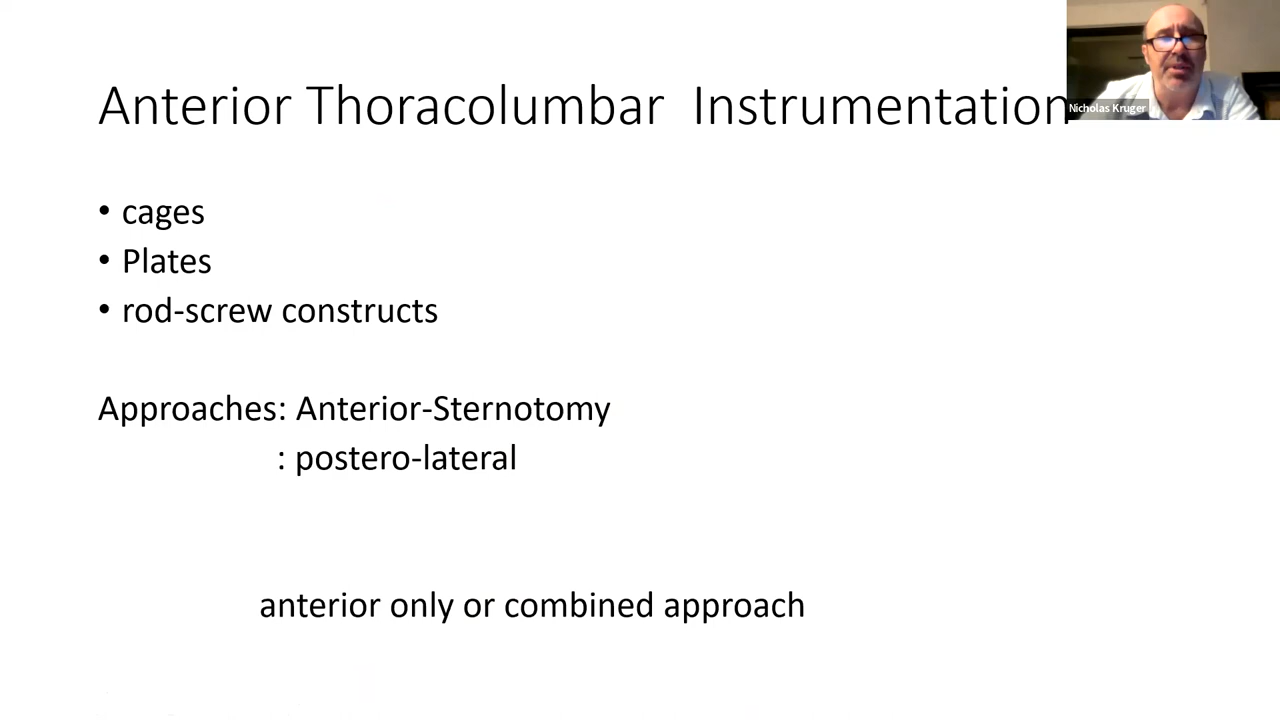 Anterior Thoracolumbar  Instrumentation
Nicholas Kruger
• cages
• Plates
• rod-screw constructs
Approaches: Anterior-Sternotomy
: postero-lateral
anterior only or combined approach